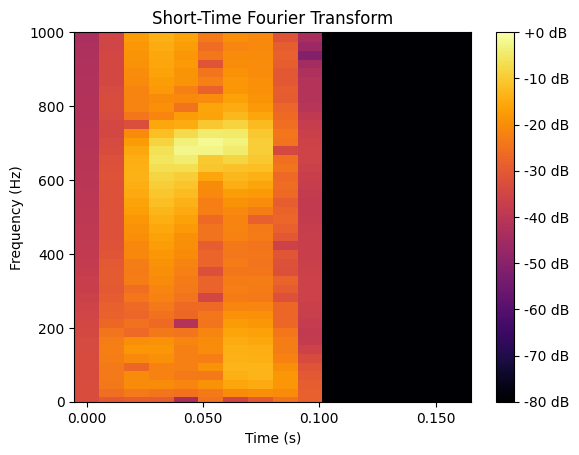 Short-Time Fourier Transform
1000
800
600
400
200
0
Frequency (Hz)
0.000
0.050
0.100
0.150
Time (s)
+0 dB
-10 dB
-20 dB
-30 dB
-40 dB
-50 dB
-60 dB
-70 dB
-80 dB